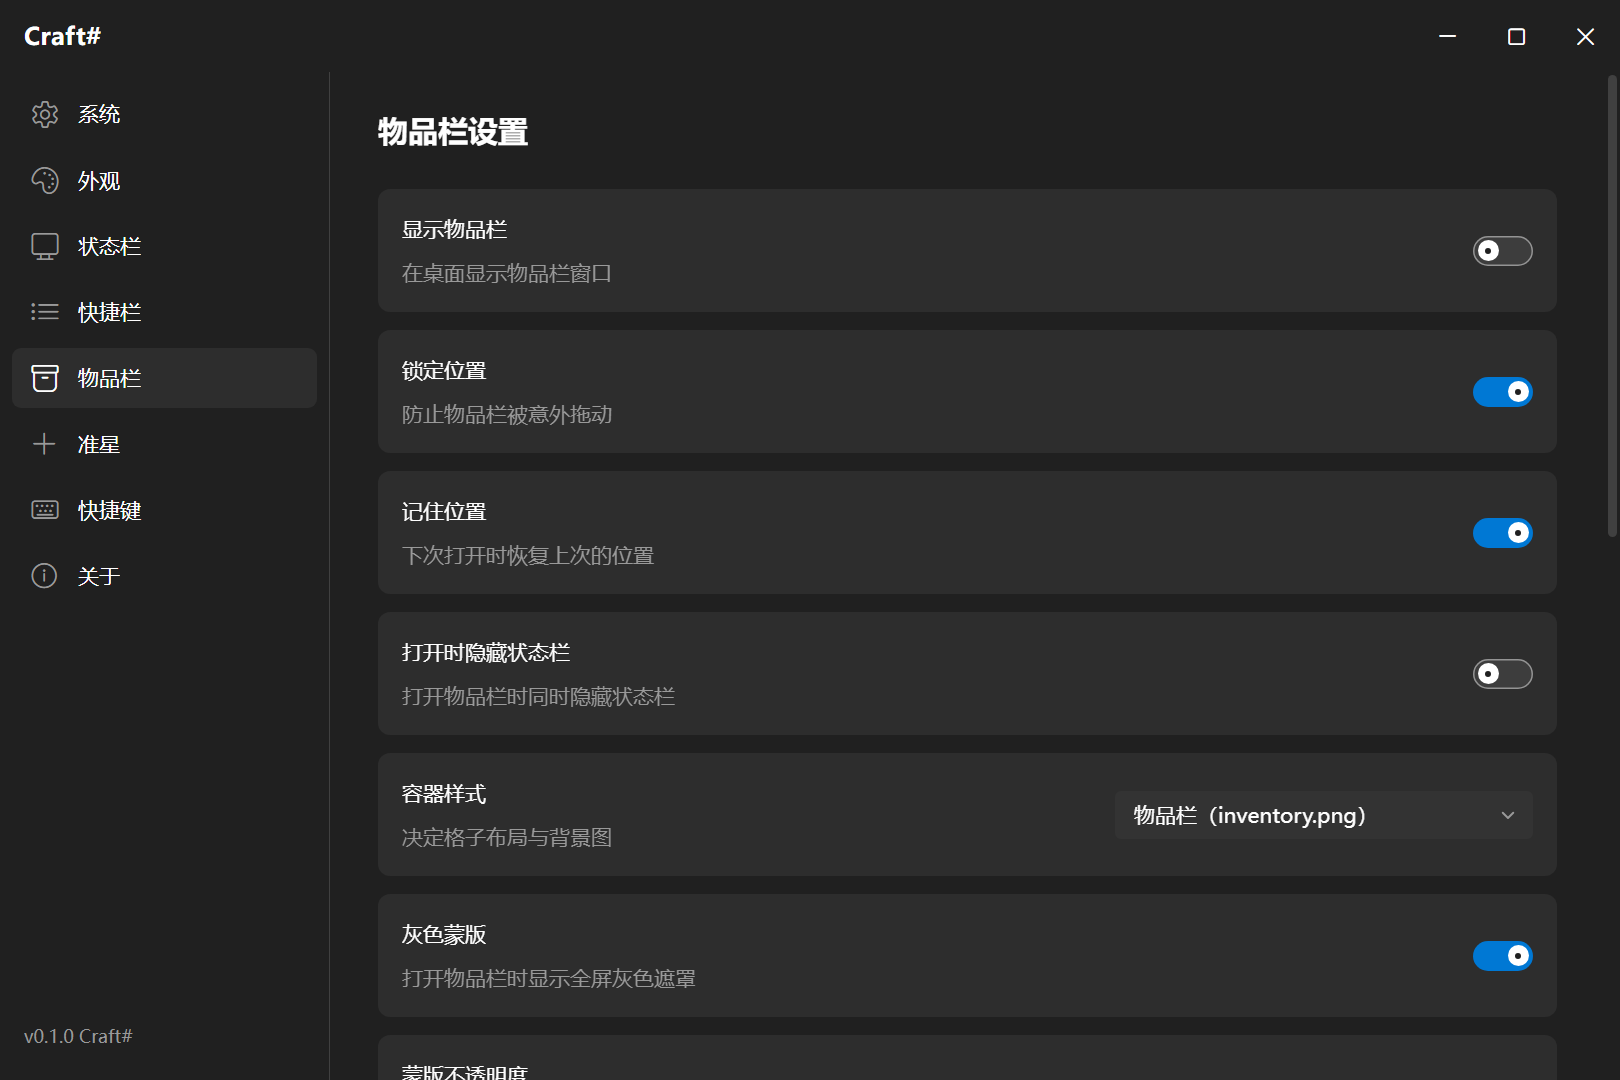 Craft#
系统
外观
状态栏
快捷栏
物品栏
准星
快捷键
关于
v0.1.0 Craft#
物品栏设置
显示物品栏
在桌面显示物品栏窗口
锁定位置
防止物品栏被意外拖动
记住位置
下次打开时恢复上次的位置
打开时隐藏状态栏
打开物品栏时同时隐藏状态栏
容器样式
决定格子布局与背景图
物品栏（inventory.png）
灰色蒙版
打开物品栏时显示全屏灰色遮罩
蒙版不透明度